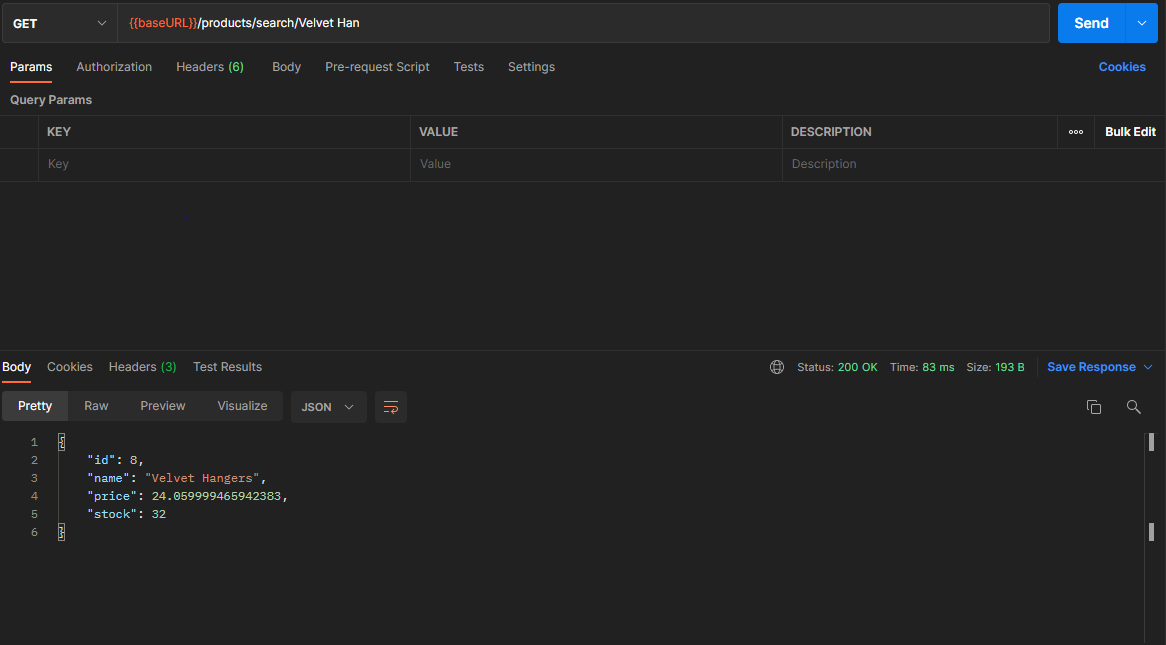 GET {{baseURL}}/products/search/Velvet Han Send
Params Authorization Headers (6) Body Pre-request Script Tests Settings Cookies
Query Params
KEY VALUE DESCRIPTION Bulk Edit
Key Value Description
Body Cookies Headers (3) Test Results Status: 200 OK Time: 83 ms Size: 193 B Save Response
Pretty Raw Preview Visualize JSON
1 {
2 "id": 8,
3 "name": "Velvet Hangers",
4 "price": 24.059999465942383,
5 "stock": 32
6 }